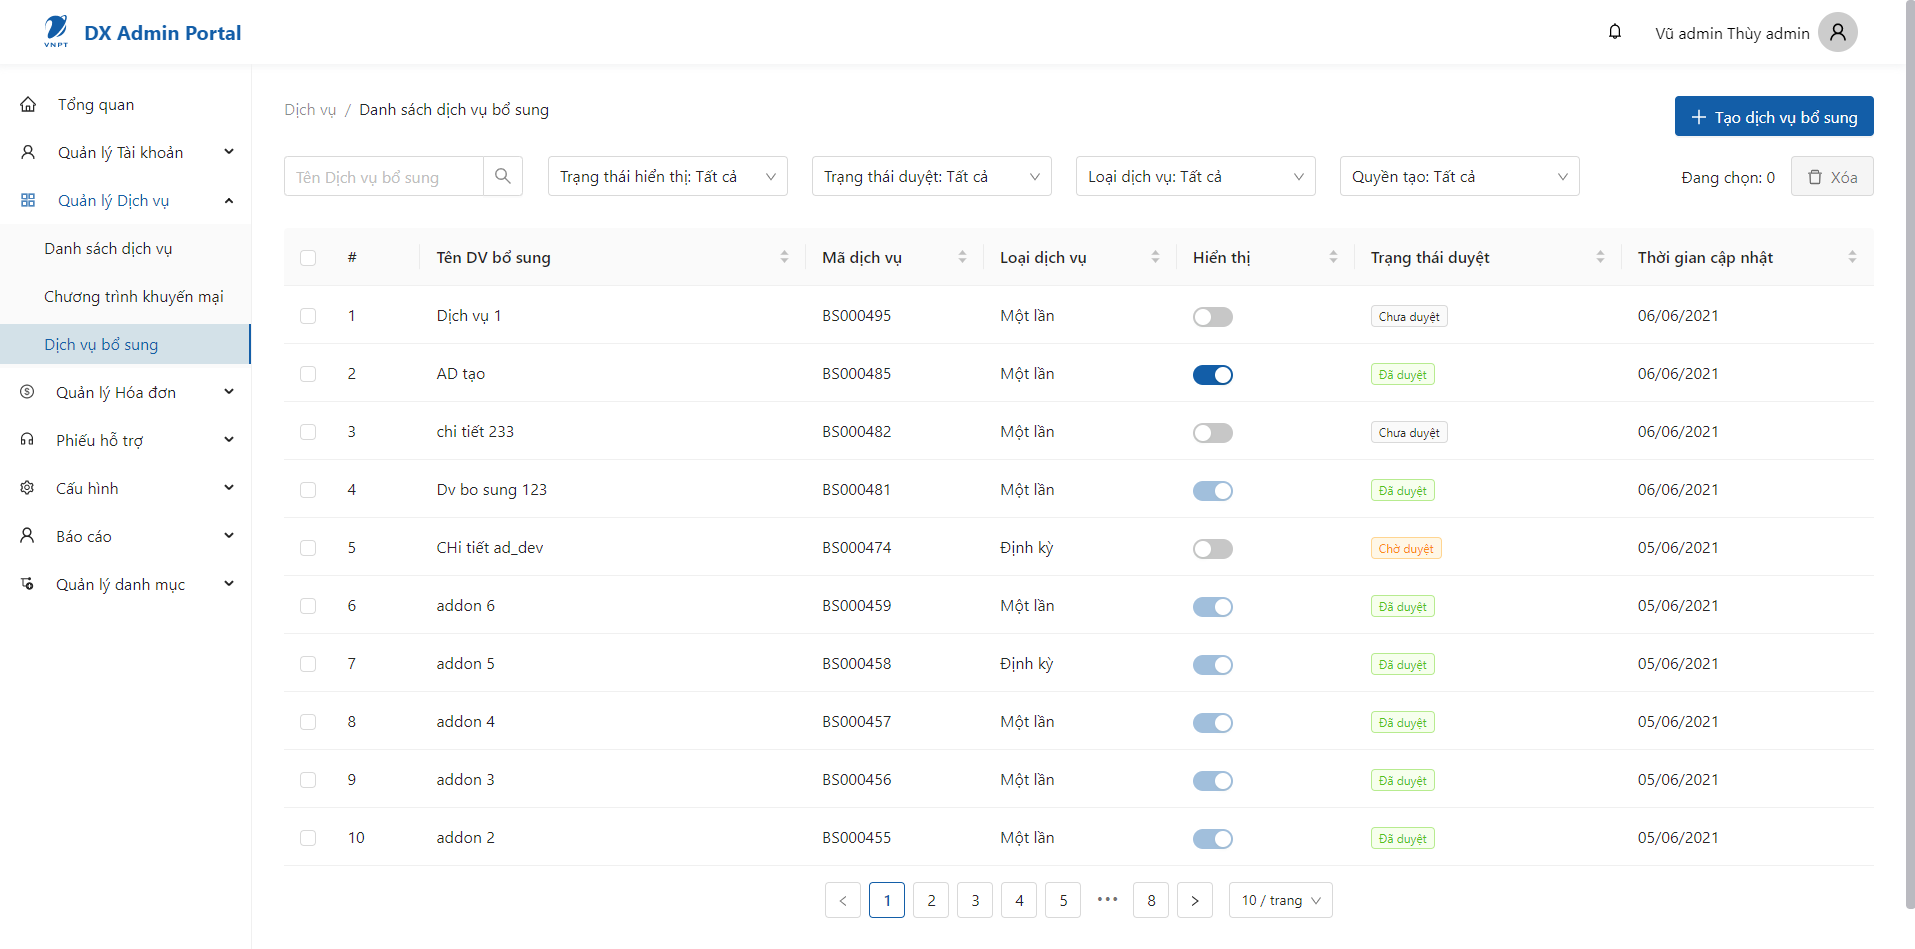 VNPT
DX Admin Portal
Vũ admin Thùy admin
Tổng quan
Quản lý Tài khoản
Quản lý Dịch vụ
Danh sách dịch vụ
Chương trình khuyến mại
Dịch vụ bổ sung
Quản lý Hóa đơn
Phiếu hỗ trợ
Cấu hình
Báo cáo
Quản lý danh mục
Dịch vụ / Danh sách dịch vụ bổ sung
+ Tạo dịch vụ bổ sung
Tên Dịch vụ bổ sung
Trạng thái hiển thị: Tất cả
Trạng thái duyệt: Tất cả
Loại dịch vụ: Tất cả
Quyền tạo: Tất cả
Đang chọn: 0
Xóa
# Tên DV bổ sung Mã dịch vụ Loại dịch vụ Hiển thị Trạng thái duyệt Thời gian cập nhật
1 Dịch vụ 1 BS000495 Một lần Chưa duyệt 06/06/2021
2 AD tạo BS000485 Một lần Đã duyệt 06/06/2021
3 chi tiết 233 BS000482 Một lần Chưa duyệt 06/06/2021
4 Dv bo sung 123 BS000481 Một lần Đã duyệt 06/06/2021
5 CHi tiết ad_dev BS000474 Định kỳ Chờ duyệt 05/06/2021
6 addon 6 BS000459 Một lần Đã duyệt 05/06/2021
7 addon 5 BS000458 Định kỳ Đã duyệt 05/06/2021
8 addon 4 BS000457 Một lần Đã duyệt 05/06/2021
9 addon 3 BS000456 Một lần Đã duyệt 05/06/2021
10 addon 2 BS000455 Một lần Đã duyệt 05/06/2021
< 1 2 3 4 5 ••• 8 > 10 / trang